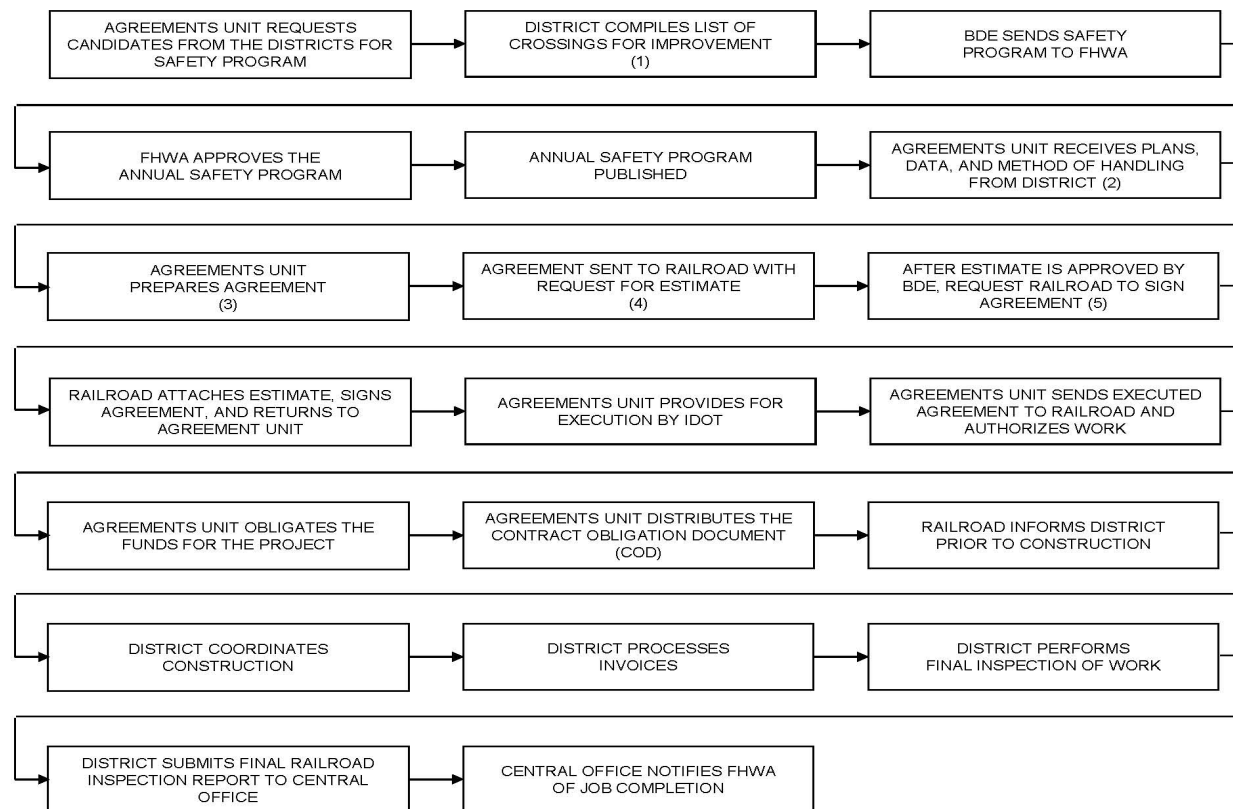 AGREEMENTS UNIT REQUESTS
CANDIDATES FROM THE DISTRICTS FOR
SAFETY PROGRAM
DISTRICT COMPILES LIST OF
CROSSINGS FOR IMPROVEMENT
(1)
BDE SENDS SAFETY
PROGRAM TO FHWA
FHWA APPROVES THE
ANNUAL SAFETY PROGRAM
ANNUAL SAFETY PROGRAM
PUBLISHED
AGREEMENTS UNIT RECEIVES PLANS,
DATA, AND METHOD OF HANDLING
FROM DISTRICT (2)
AGREEMENTS UNIT
PREPARES AGREEMENT
(3)
AGREEMENT SENT TO RAILROAD WITH
REQUEST FOR ESTIMATE
(4)
AFTER ESTIMATE IS APPROVED BY
BDE, REQUEST RAILROAD TO SIGN
AGREEMENT (5)
RAILROAD ATTACHES ESTIMATE, SIGNS
AGREEMENT, AND RETURNS TO
AGREEMENT UNIT
AGREEMENTS UNIT PROVIDES FOR
EXECUTION BY IDOT
AGREEMENTS UNIT SENDS EXECUTED
AGREEMENT TO RAILROAD AND
AUTHORIZES WORK
AGREEMENTS UNIT OBLIGATES THE
FUNDS FOR THE PROJECT
AGREEMENTS UNIT DISTRIBUTES THE
CONTRACT OBLIGATION DOCUMENT
(COD)
RAILROAD INFORMS DISTRICT
PRIOR TO CONSTRUCTION
DISTRICT COORDINATES
CONSTRUCTION
DISTRICT PROCESSES
INVOICES
DISTRICT PERFORMS
FINAL INSPECTION OF WORK
DISTRICT SUBMITS FINAL RAILROAD
INSPECTION REPORT TO CENTRAL
OFFICE
CENTRAL OFFICE NOTIFIES FHWA
OF JOB COMPLETION